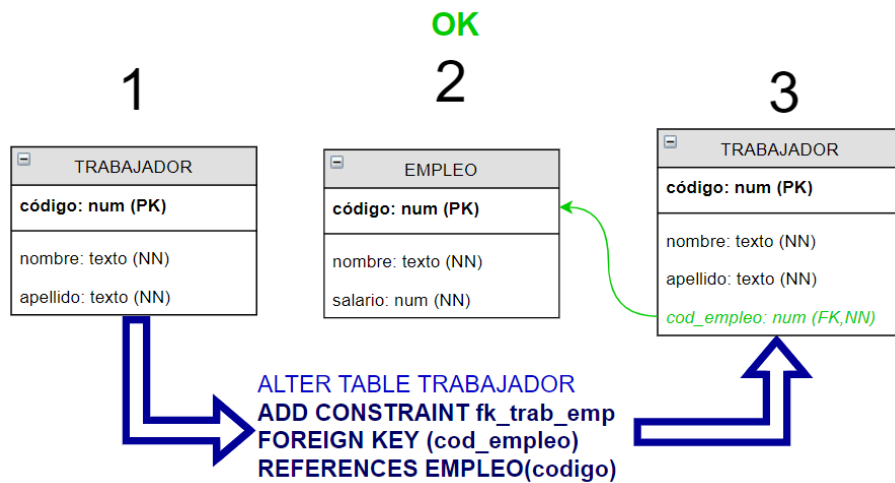 OK
1
2
3
TRABAJADOR
código: num (PK)
nombre: texto (NN)
apellido: texto (NN)
EMPLEO
código: num (PK)
nombre: texto (NN)
salario: num (NN)
TRABAJADOR
código: num (PK)
nombre: texto (NN)
apellido: texto (NN)
cod_empleo: num (FK,NN)
ALTER TABLE TRABAJADOR
ADD CONSTRAINT fk_trab_emp
FOREIGN KEY (cod_empleo)
REFERENCES EMPLEO(codigo)